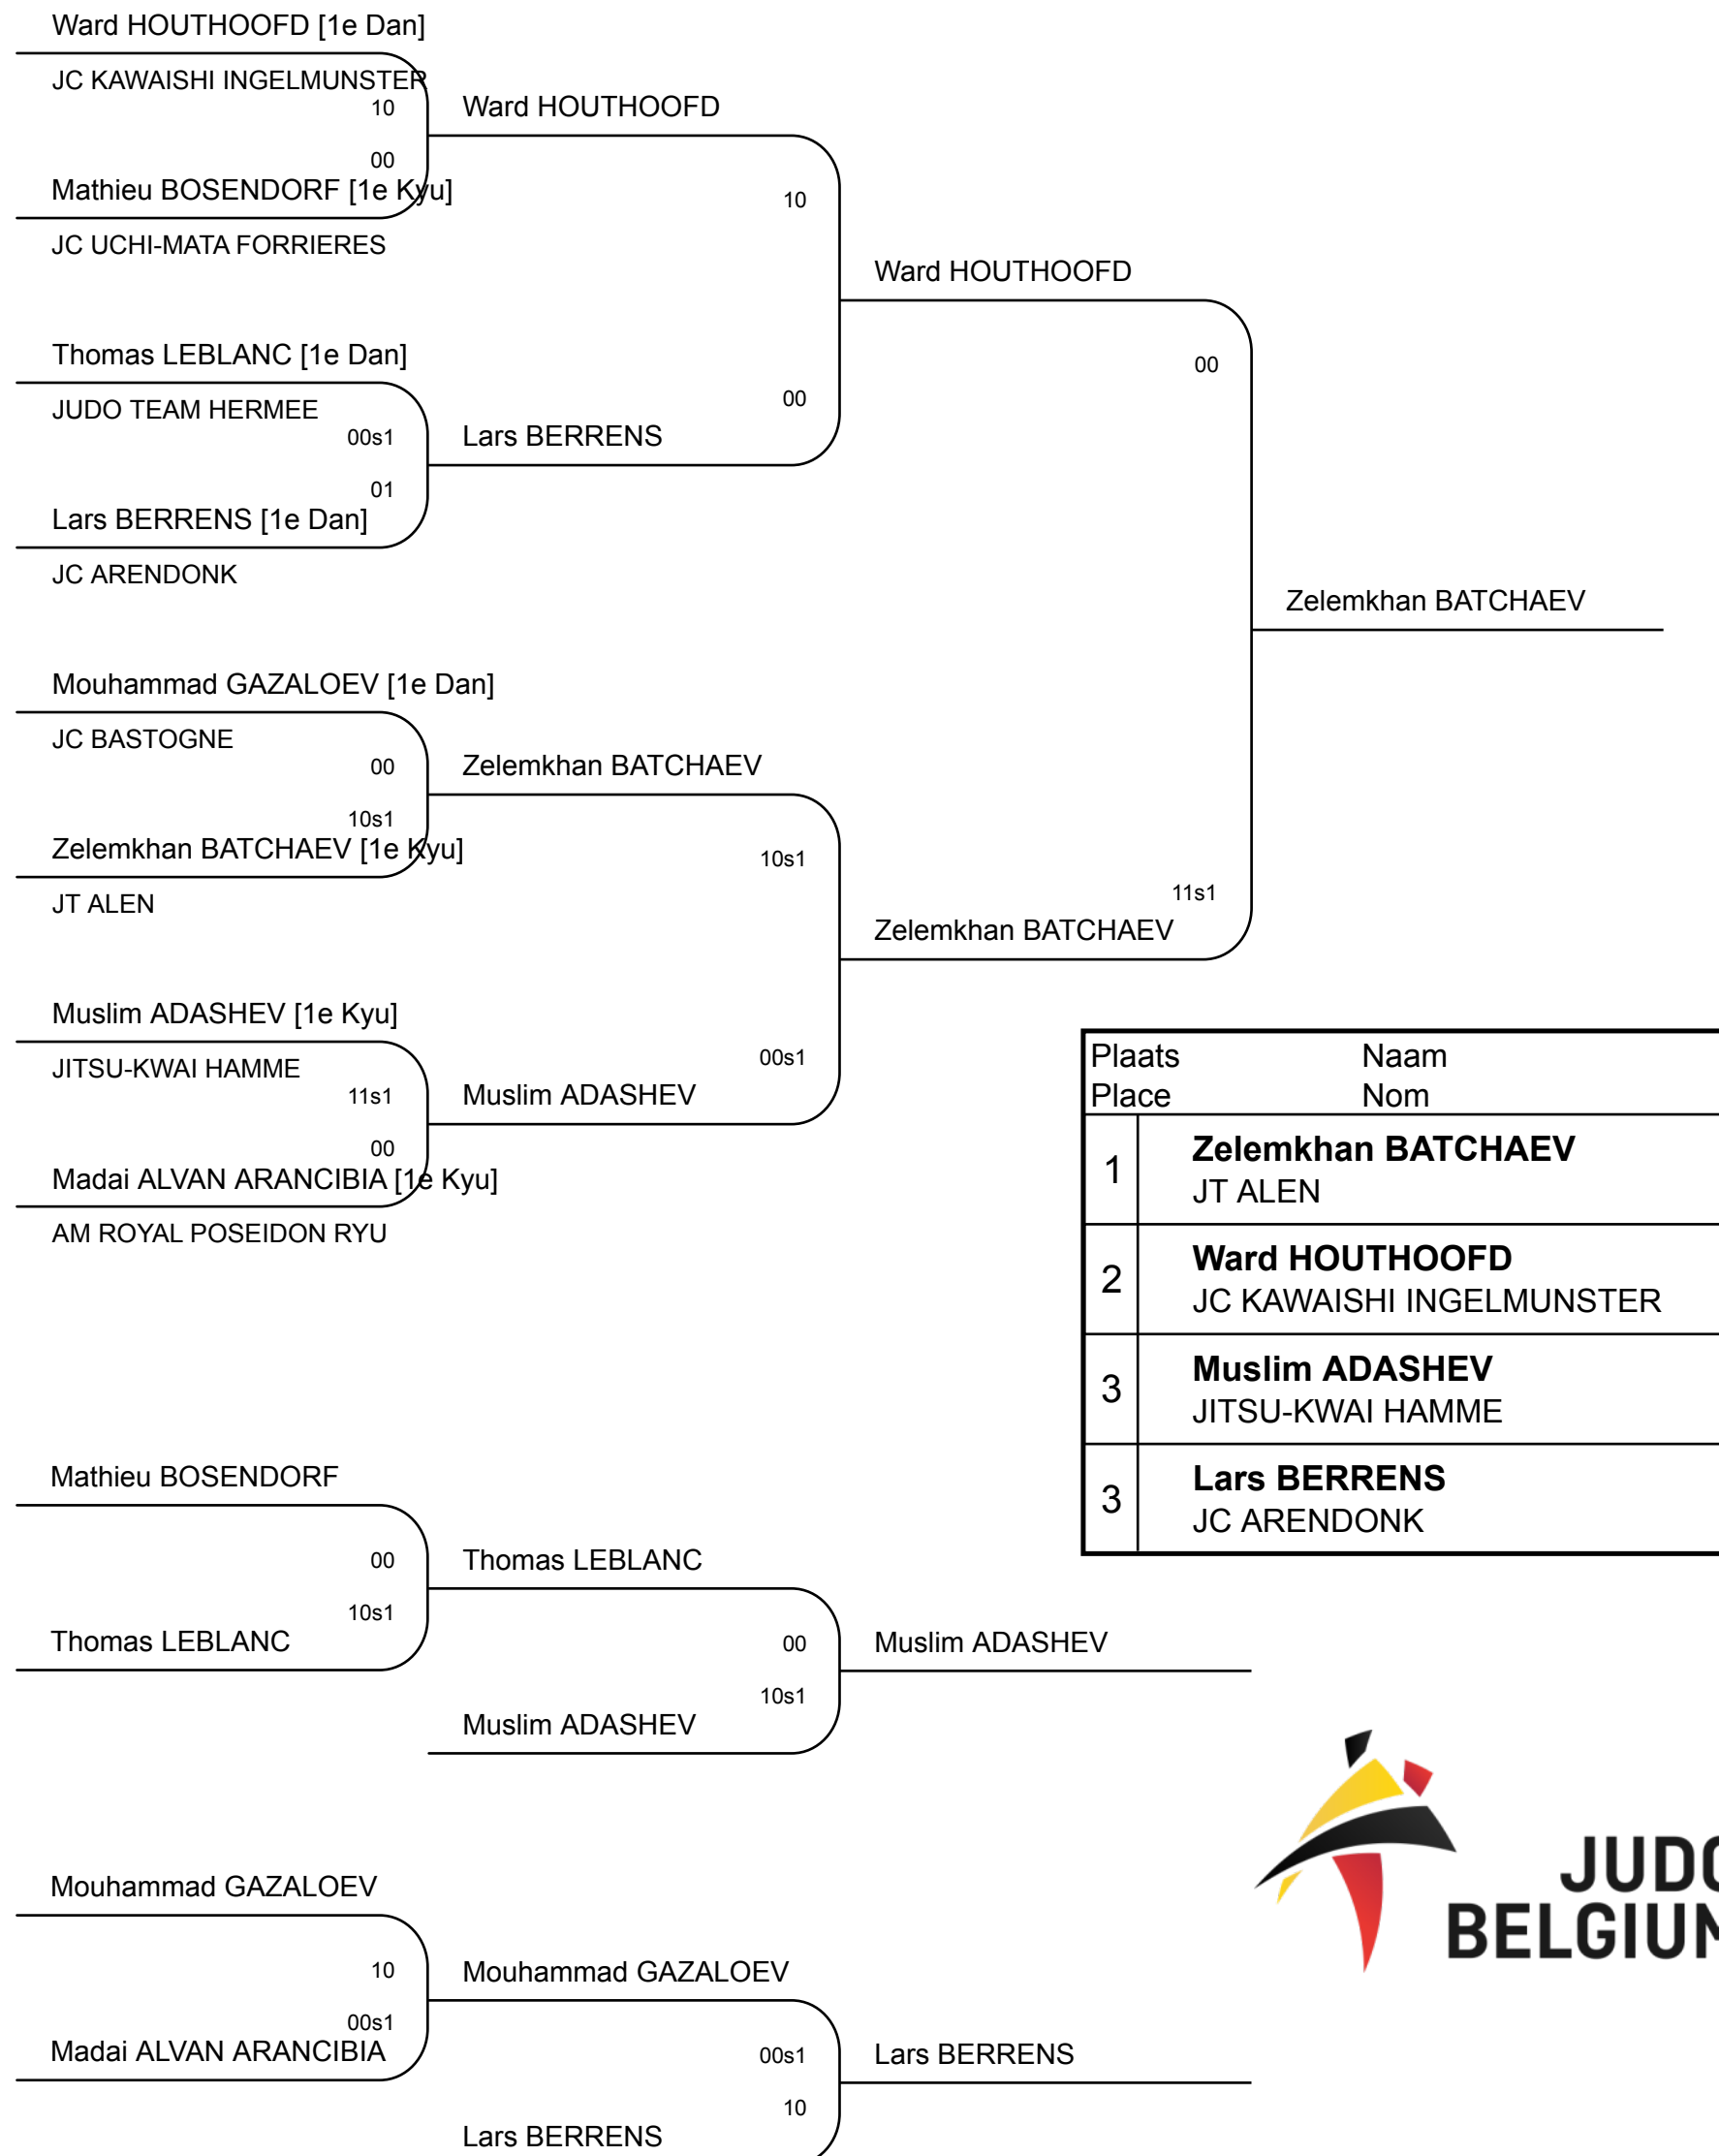 Ward HOUTHOOFD [1e Dan]
JC KAWAISHI INGELMUNSTER
10
Ward HOUTHOOFD
00
Mathieu BOSENDORF [1e Kyu]
10
JC UCHI-MATA FORRIERES
Ward HOUTHOOFD
Thomas LEBLANC [1e Dan]
00
JUDO TEAM HERMEE
00
00s1
Lars BERRENS
01
Lars BERRENS [1e Dan]
JC ARENDONK
Zelemkhan BATCHAEV
Mouhammad GAZALOEV [1e Dan]
JC BASTOGNE
00
Zelemkhan BATCHAEV
10s1
Zelemkhan BATCHAEV [1e Kyu]
10s1
11s1
JT ALEN
Zelemkhan BATCHAEV
Muslim ADASHEV [1e Kyu]
JITSU-KWAI HAMME
00s1
11s1
Muslim ADASHEV
00
Madai ALVAN ARANCIBIA [1e Kyu]
AM ROYAL POSEIDON RYU
Plaats Naam
Place Nom
1 Zelemkhan BATCHAEV
JT ALEN
2 Ward HOUTHOOFD
JC KAWAISHI INGELMUNSTER
3 Muslim ADASHEV
JITSU-KWAI HAMME
3 Lars BERRENS
JC ARENDONK
Mathieu BOSENDORF
00
Thomas LEBLANC
10s1
Thomas LEBLANC
00
Muslim ADASHEV
10s1
Muslim ADASHEV
JUDO
BELGIUM
Mouhammad GAZALOEV
10
Mouhammad GAZALOEV
00s1
Madai ALVAN ARANCIBIA
00s1
Lars BERRENS
10
Lars BERRENS